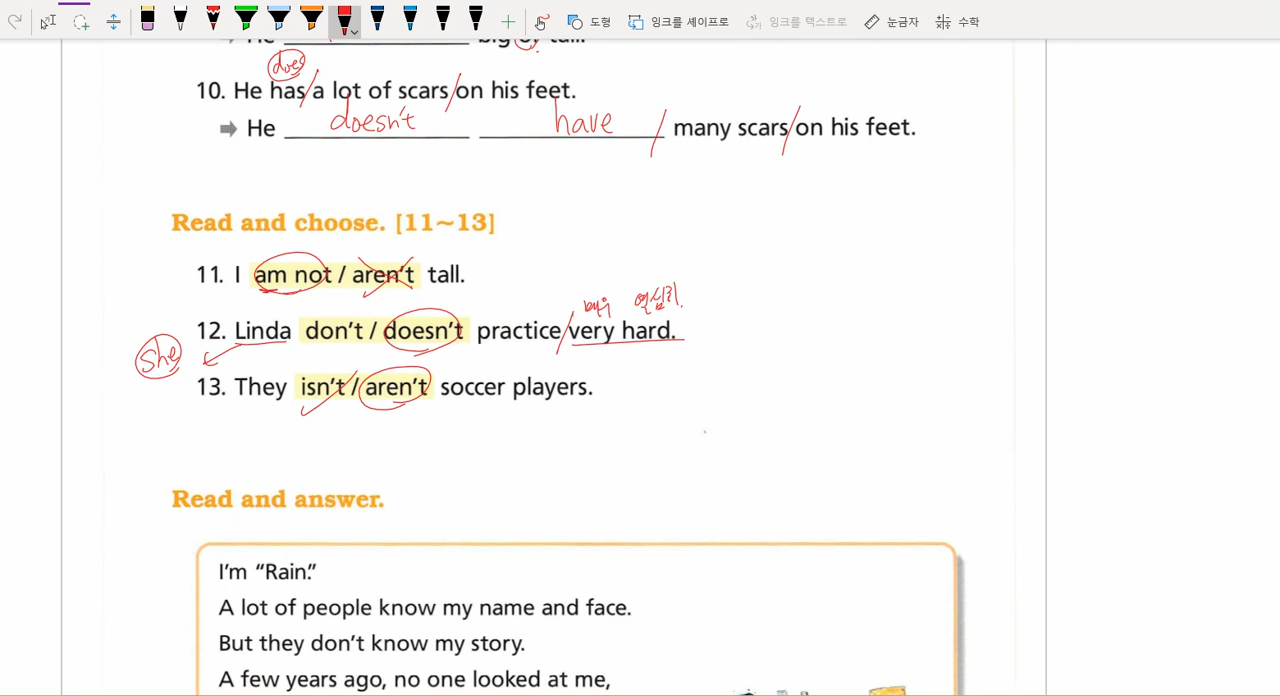 도형 잉크를 셰이프로 잉크를 텍스트로 눈금자 수학
does
10. He has/a lot of scars/on his feet.
He doesn't have / many scars/on his feet.
Read and choose. [11~13]
11. I am not / aren't tall.
매우 열심히
12. Linda don't / doesn't practice/very hard.
she
13. They isn't / aren't soccer players.
Read and answer.
I'm “Rain.”
A lot of people know my name and face.
But they don't know my story.
A few years ago, no one looked at me,